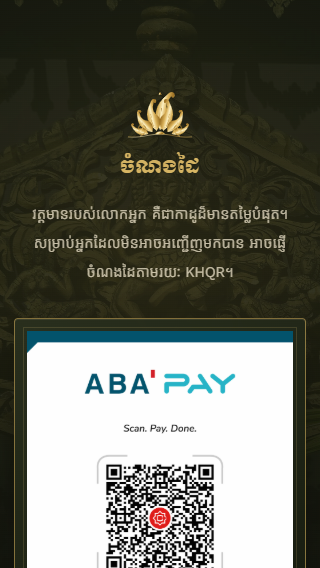 ចំណងដៃ
វត្តមានរបស់លោកអ្នក គឺជាកាដូដ៏មានតម្លៃបំផុត។
សម្រាប់អ្នកដែលមិនអាចអញ្ជើញមកបាន អាចផ្ញើ
ចំណងដៃតាមរយៈ KHQR។
ABA' PAY
Scan. Pay. Done.